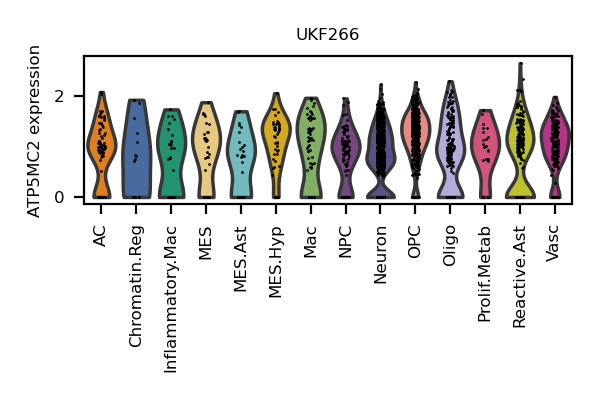 UKF266
ATP5MC2 expression
2
0
AC
Chromatin.Reg
Inflammatory.Mac
MES
MES.Ast
MES.Hyp
Mac
NPC
Neuron
OPC
Oligo
Prolif.Metab
Reactive.Ast
Vasc